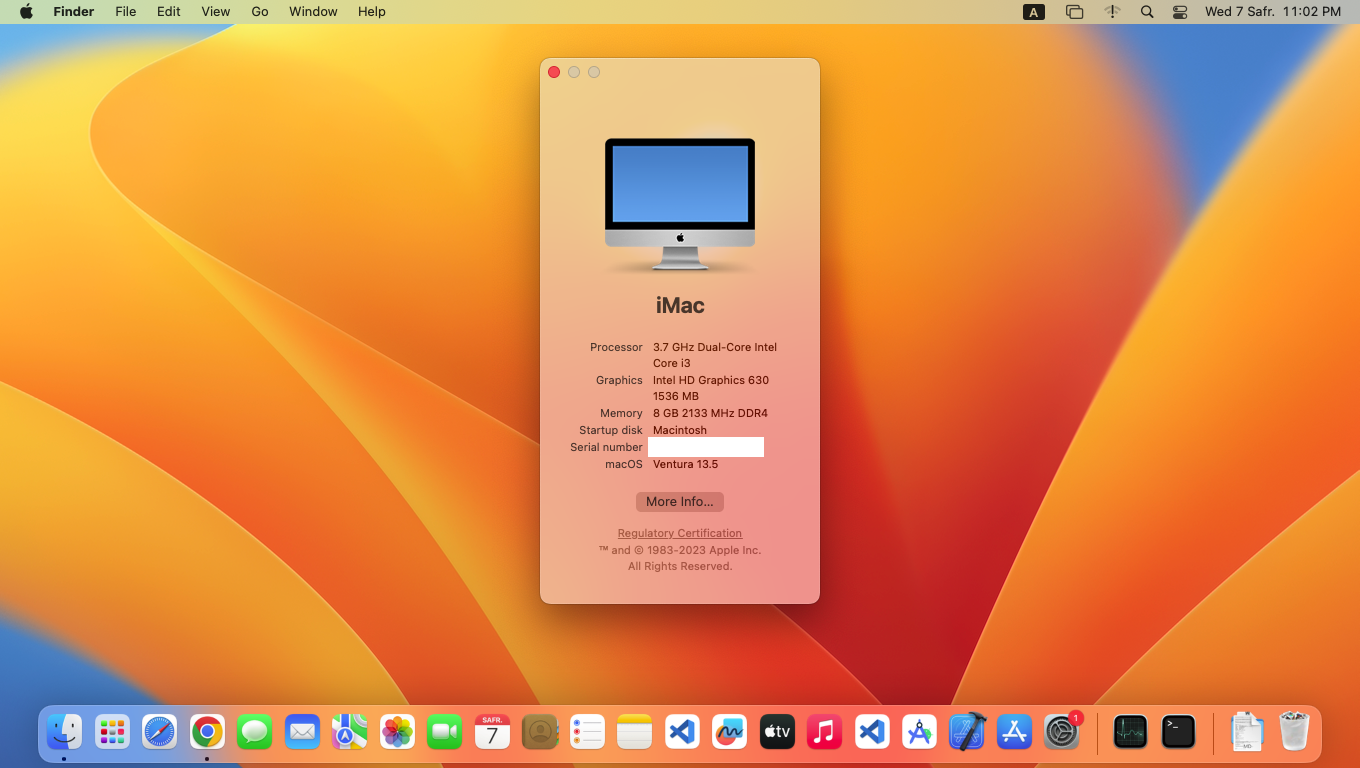 Finder File Edit View Go Window Help A Wed 7 Safr. 11:02 PM
iMac
Processor 3.7 GHz Dual-Core Intel
Core i3
Graphics Intel HD Graphics 630
1536 MB
Memory 8 GB 2133 MHz DDR4
Startup disk Macintosh
Serial number
macOS Ventura 13.5
More Info...
Regulatory Certification
™ and © 1983-2023 Apple Inc.
All Rights Reserved.
SAFR.
7
tv
1
>_
.MD